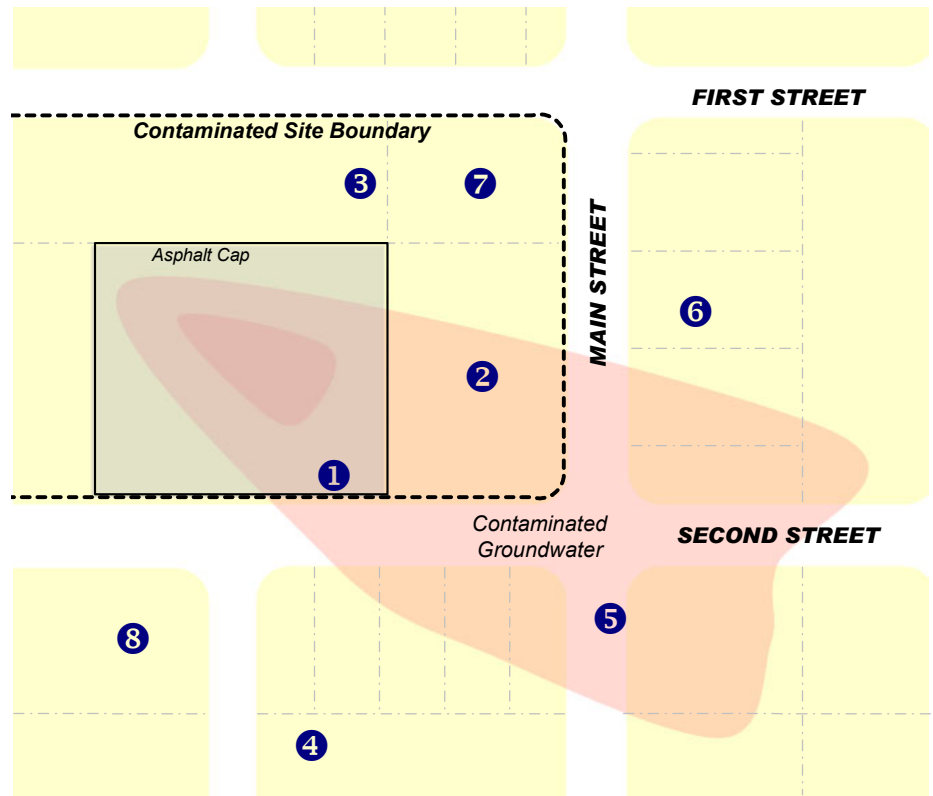 FIRST STREET
Contaminated Site Boundary
3
7
Asphalt Cap
MAIN STREET
6
2
1
Contaminated
Groundwater
SECOND STREET
5
8
4